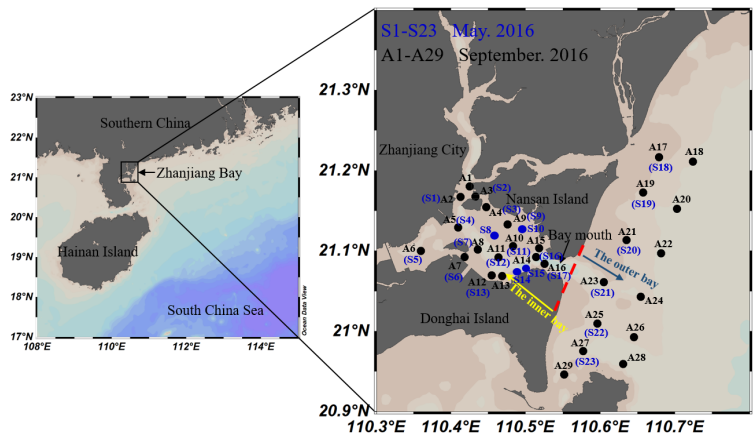 S1-S23 May. 2016
A1-A29 September. 2016
23°N
22°N
21°N
20°N
19°N
18°N
17°N
108°E
110°E
112°E
114°E
Southern China
Zhanjiang Bay
Hainan Island
South China Sea
Ocean Data View
21.3°N
21.2°N
21.1°N
21°N
20.9°N
110.3°E
110.4°E
110.5°E
110.6°E
110.7°E
Zhanjiang City
Nansan Island
Bay mouth
Donghai Island
The inner bay
The outer bay
A1
(S1) A2
A3 (S2)
A4 (S3)
A5 (S4)
A6
(S5)
A7
(S6)
(S7) A8
S8
A9 (S9)
S10
A10
(S11)
A11
(S12)
A12
(S13)
A13
A14
S14
S15
A15
(S16)
A16
(S17)
A17
(S18)
A18
A19
(S19)
A20
A21
(S20)
A22
A23
(S21)
A24
A25
(S22)
A26
A27
(S23)
A28
A29